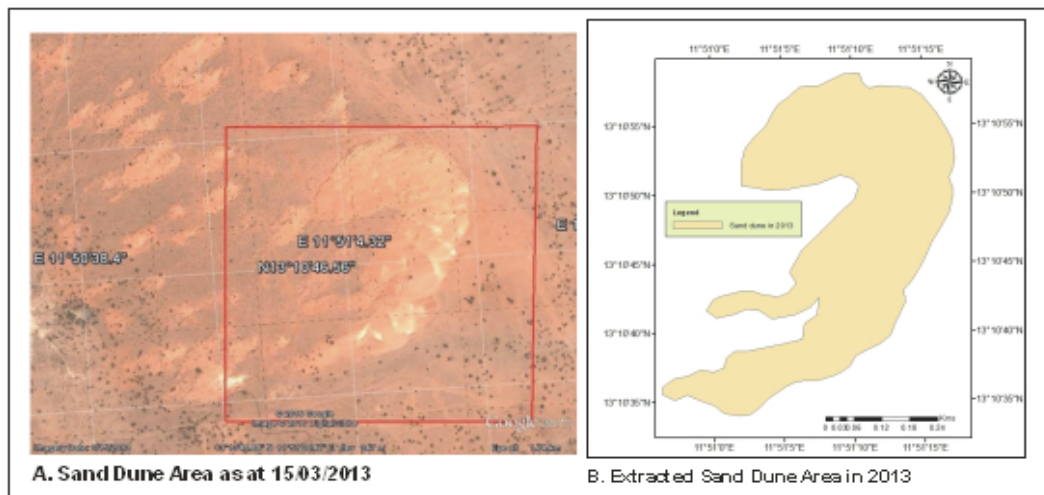 E 11°51'4.32"
N13°10'46.56"
E 11°50'38.4"
E 1
Google earth
A. Sand Dune Area as at 15/03/2013
11°51'0"E 11°51'5"E 11°51'10"E 11°51'15"E
N
W E
S
13°10'55"N 13°10'55"N
13°10'50"N 13°10'50"N
Legend
Sand dune in 2013
13°10'45"N 13°10'45"N
13°10'40"N 13°10'40"N
13°10'35"N 13°10'35"N
Kms
0 0.03 0.06 0.12 0.18 0.24
11°51'0"E 11°51'5"E 11°51'10"E 11°51'15"E
B. Extracted Sand Dune Area in 2013